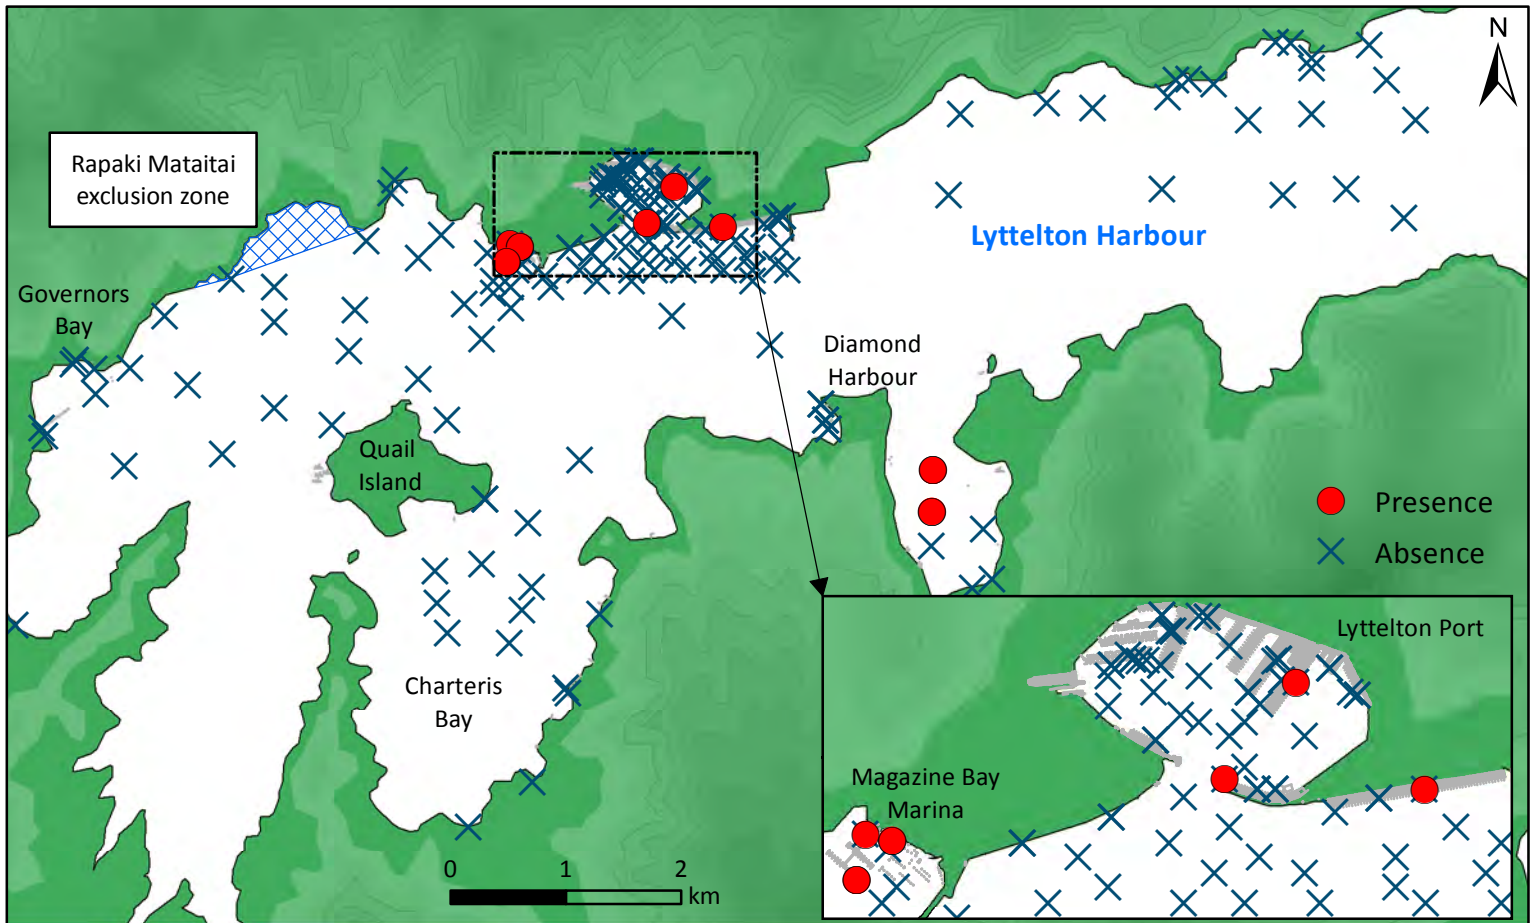 N
Rapaki Mataitai
exclusion zone
Lyttelton Harbour
Governors
Bay
Diamond
Harbour
Quail
Island
Presence
Absence
Lyttelton Port
Charteris
Bay
Magazine Bay
Marina
0
1
2
km